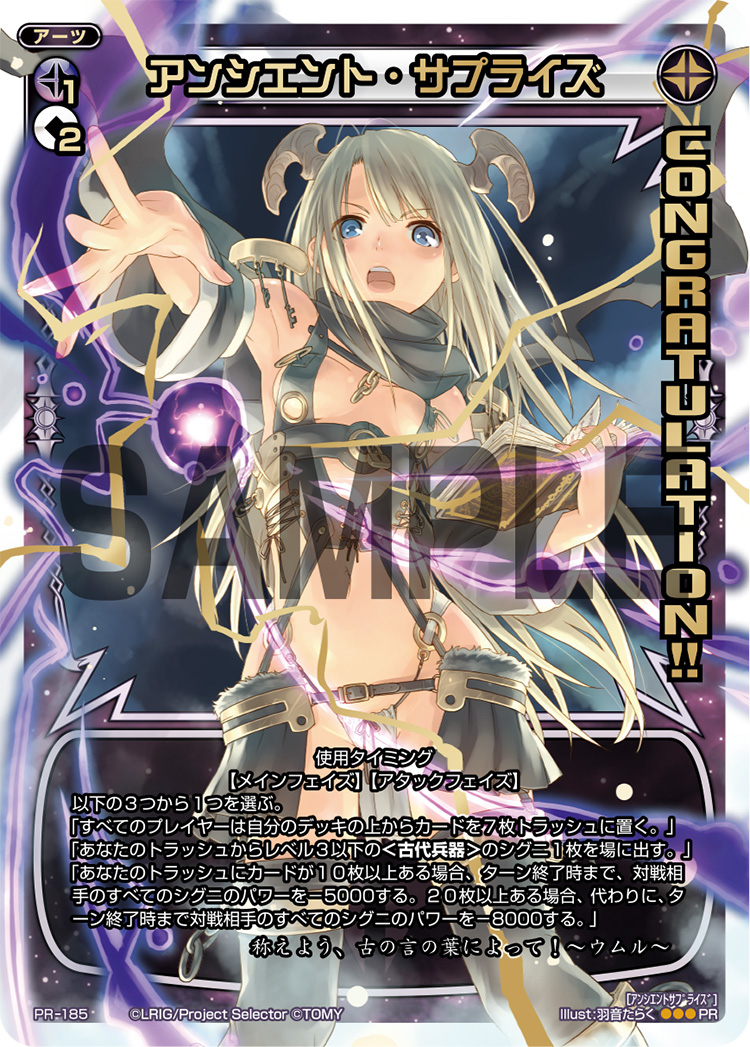 アーツ
1
2
アンシエント・サプライズ
CONGRATULATION!!
SAMPLE
使用タイミング
【メインフェイズ】【アタックフェイズ】
以下の3つから1つを選ぶ。
「すべてのプレイヤーは自分のデッキの上からカードを7枚トラッシュに置く。」
「あなたのトラッシュからレベル3以下の<古代兵器>のシグニ1枚を場に出す。」
「あなたのトラッシュにカードが10枚以上ある場合、ターン終了時まで、対戦相
手のすべてのシグニのパワーを－5000する。20枚以上ある場合、代わりに、タ
ーン終了時まで対戦相手のすべてのシグニのパワーを－8000する。」
称えよう、古の言の葉によって！～ウムル～
[アンシエントサプライズ]
PR-185 ©LRIG/Project Selector ©TOMY Illust:羽音たらく PR